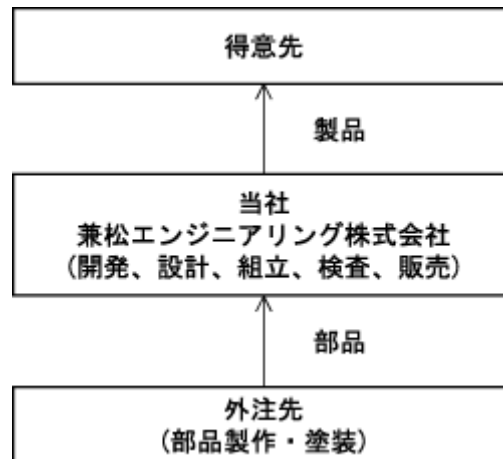 得意先
製品
当社
兼松エンジニアリング株式会社
(開発、設計、組立、検査、販売)
部品
外注先
(部品製作・塗装)